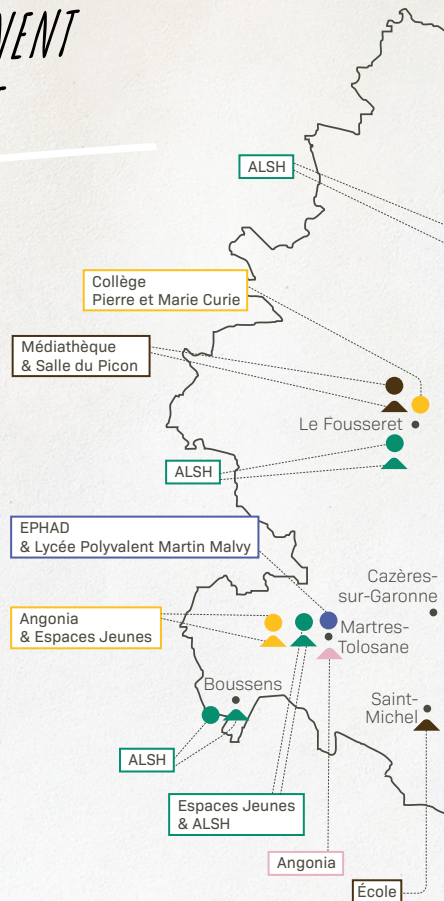 ALSH
Collège
Pierre et Marie Curie
Médiathèque
& Salle du Picon
Le Fousseret
ALSH
EPHAD
& Lycée Polyvalent Martin Malvy
Cazères-
sur-Garonne
Angonia
& Espaces Jeunes
Martres-
Tolosane
Boussens
Saint-
Michel
ALSH
Espaces Jeunes
& ALSH
Angonia
École